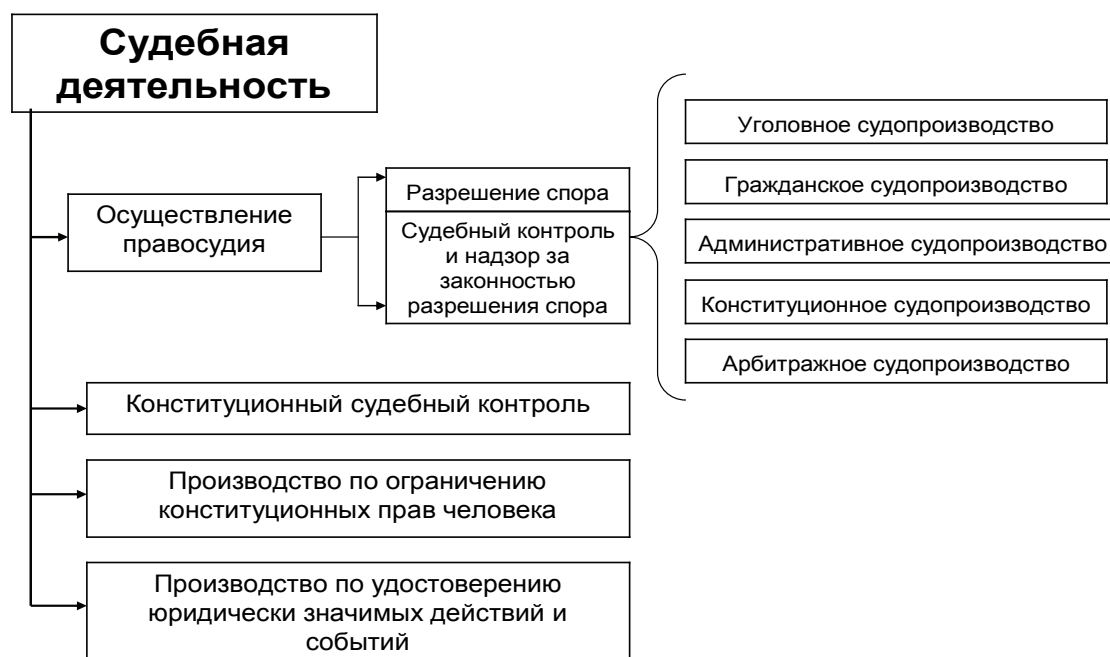 Судебная
деятельность
Осуществление
правосудия
Разрешение спора
Судебный контроль
и надзор за
законностью
разрешения спора
Уголовное судопроизводство
Гражданское судопроизводство
Административное судопроизводство
Конституционное судопроизводство
Арбитражное судопроизводство
Конституционный судебный контроль
Производство по ограничению
конституционных прав человека
Производство по удостоверению
юридически значимых действий и
событий